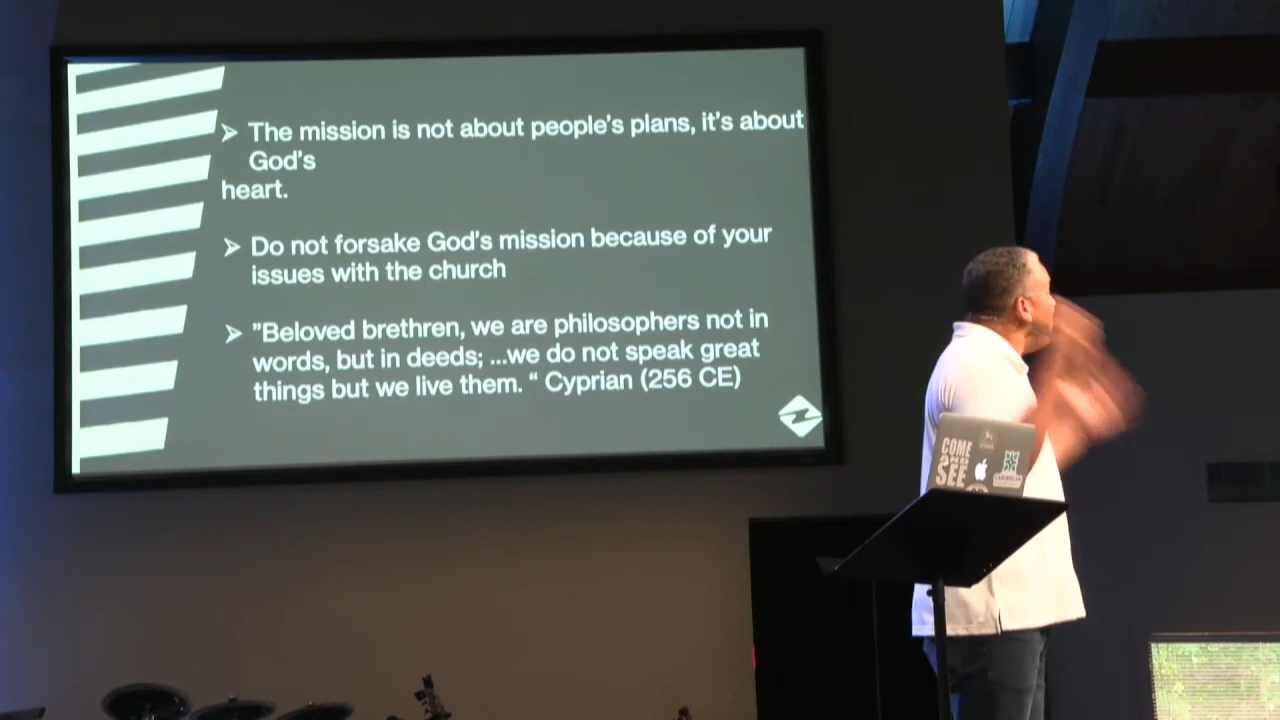 ➢ The mission is not about people's plans, it's about
God's
heart.
➢ Do not forsake God's mission because of your
issues with the church
➢ "Beloved brethren, we are philosophers not in
words, but in deeds; ...we do not speak great
things but we live them. “ Cyprian (256 CE)
COME
SEE